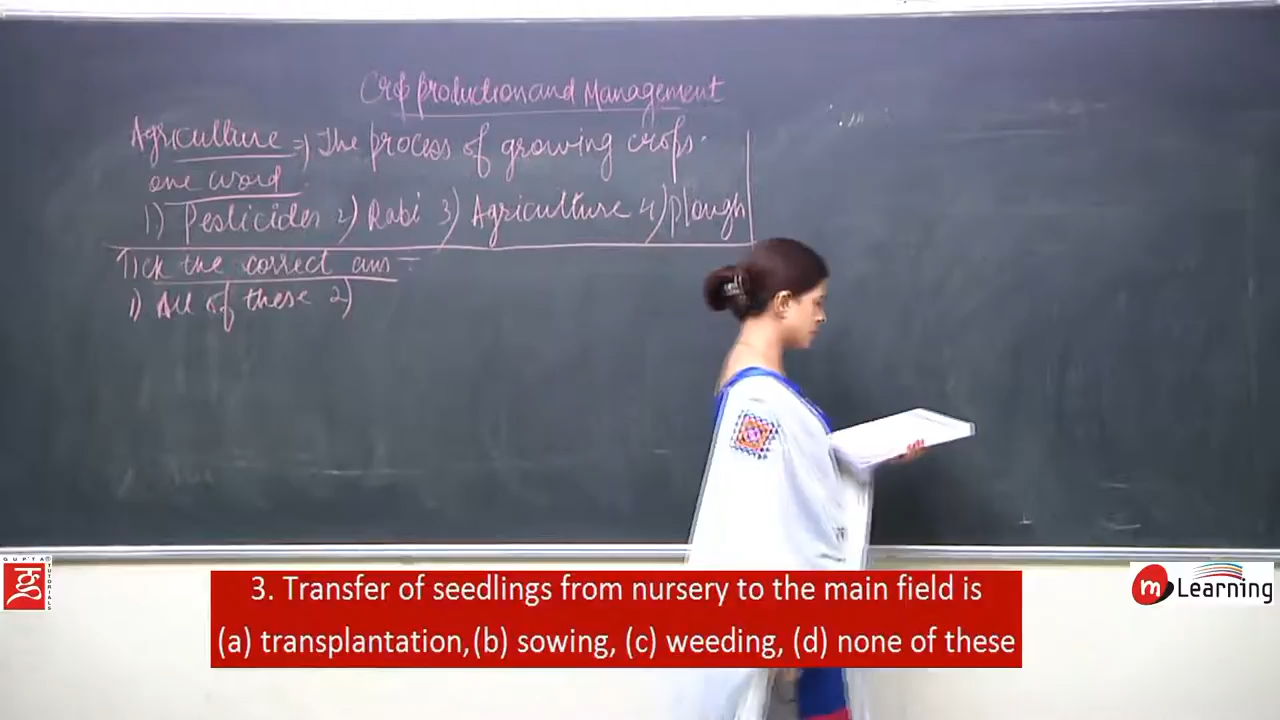 Crop production and Management
Agriculture => The process of growing crops.
one word
1) Pesticides 2) Rabi 3) Agriculture 4) Plough
Tick the correct ans -
1) All of these 2)
GUPTA
TUTORIALS
m Learning
3. Transfer of seedlings from nursery to the main field is
(a) transplantation,(b) sowing, (c) weeding, (d) none of these